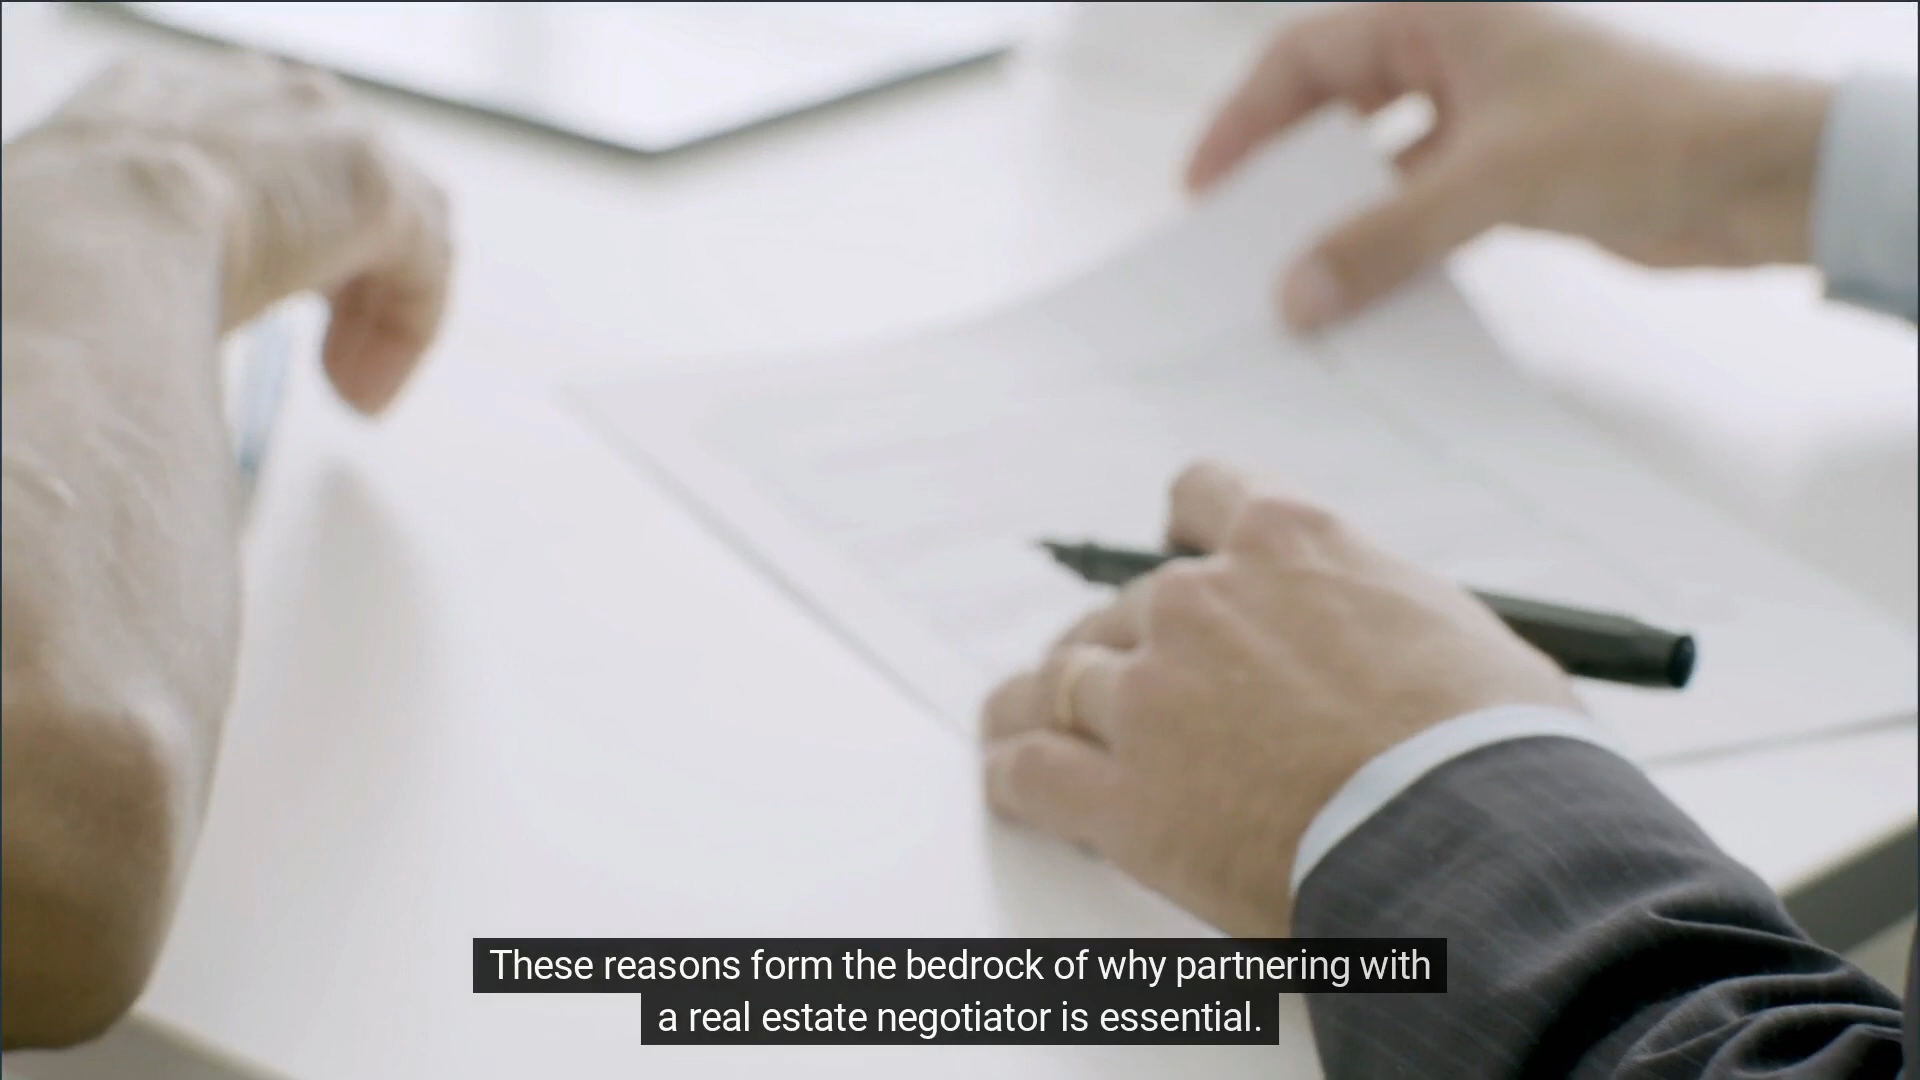 These reasons form the bedrock of why partnering with
a real estate negotiator is essential.